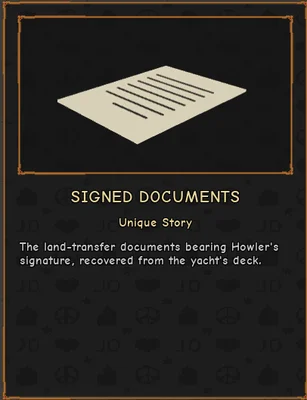 SIGNED DOCUMENTS
Unique Story
The land-transfer documents bearing Howler's
signature, recovered from the yacht's deck.